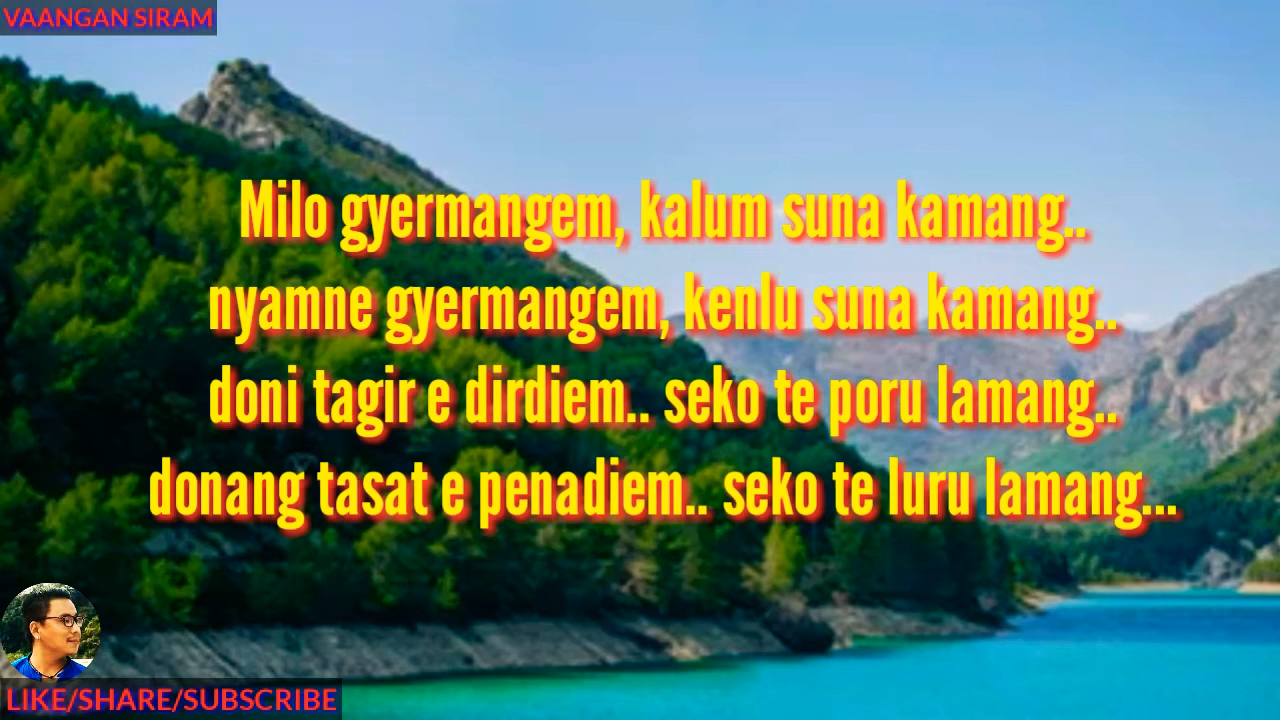 VAANGAN SIRAM
Milo gyermangem, kalum suna kamang..
nyamne gyermangem, kenlu suna kamang..
doni tagir e dirdiem.. seko te poru lamang..
donang tasat e penadiem.. seko te luru lamang...
LIKE/SHARE/SUBSCRIBE